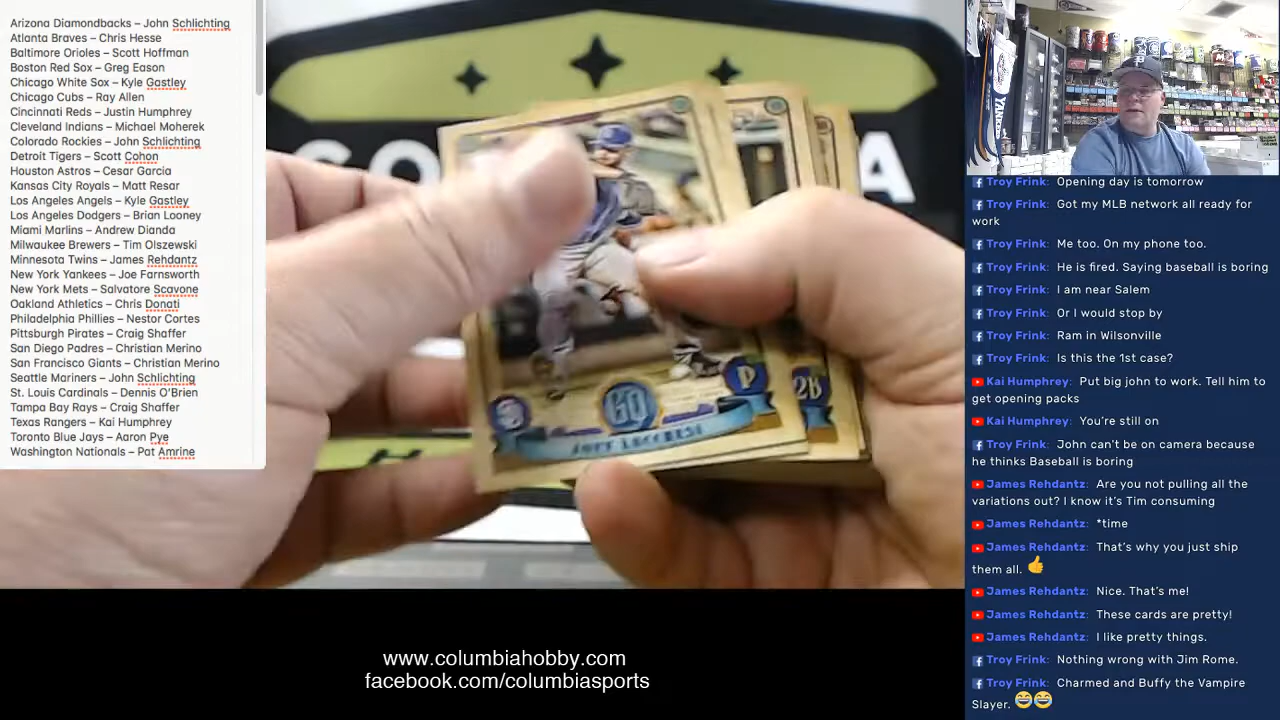 Arizona Diamondbacks – John Schlichting
Atlanta Braves – Chris Hesse
Baltimore Orioles – Scott Hoffman
Boston Red Sox – Greg Eason
Chicago White Sox – Kyle Gastley
Chicago Cubs – Ray Allen
Cincinnati Reds – Justin Humphrey
Cleveland Indians – Michael Moherek
Colorado Rockies – John Schlichting
Detroit Tigers – Scott Cohon
Houston Astros – Cesar Garcia
Kansas City Royals – Matt Resar
Los Angeles Angels – Kyle Gastley
Los Angeles Dodgers – Brian Looney
Miami Marlins – Andrew Dianda
Milwaukee Brewers – Tim Olszewski
Minnesota Twins – James Rehdantz
New York Yankees – Joe Farnsworth
New York Mets – Salvatore Scavone
Oakland Athletics – Chris Donati
Philadelphia Phillies – Nestor Cortes
Pittsburgh Pirates – Craig Shaffer
San Diego Padres – Christian Merino
San Francisco Giants – Christian Merino
Seattle Mariners – John Schlichting
St. Louis Cardinals – Dennis O'Brien
Tampa Bay Rays – Craig Shaffer
Texas Rangers – Kai Humphrey
Toronto Blue Jays – Aaron Pye
Washington Nationals – Pat Amrine
CO
A
GQ
P
2B
JOEY LUCCHESI
www.columbiahobby.com
facebook.com/columbiasports
Troy Frink: Opening day is tomorrow
Troy Frink: Got my MLB network all ready for
work
Troy Frink: Me too. On my phone too.
Troy Frink: He is fired. Saying baseball is boring
Troy Frink: I am near Salem
Troy Frink: Or I would stop by
Troy Frink: Ram in Wilsonville
Troy Frink: Is this the 1st case?
Kai Humphrey: Put big john to work. Tell him to
get opening packs
Kai Humphrey: You're still on
Troy Frink: John can't be on camera because
he thinks Baseball is boring
James Rehdantz: Are you not pulling all the
variations out? I know it's Tim consuming
James Rehdantz: *time
James Rehdantz: That's why you just ship
them all. 👍
James Rehdantz: Nice. That's me!
James Rehdantz: These cards are pretty!
James Rehdantz: I like pretty things.
Troy Frink: Nothing wrong with Jim Rome.
Troy Frink: Charmed and Buffy the Vampire
Slayer. 😂😂